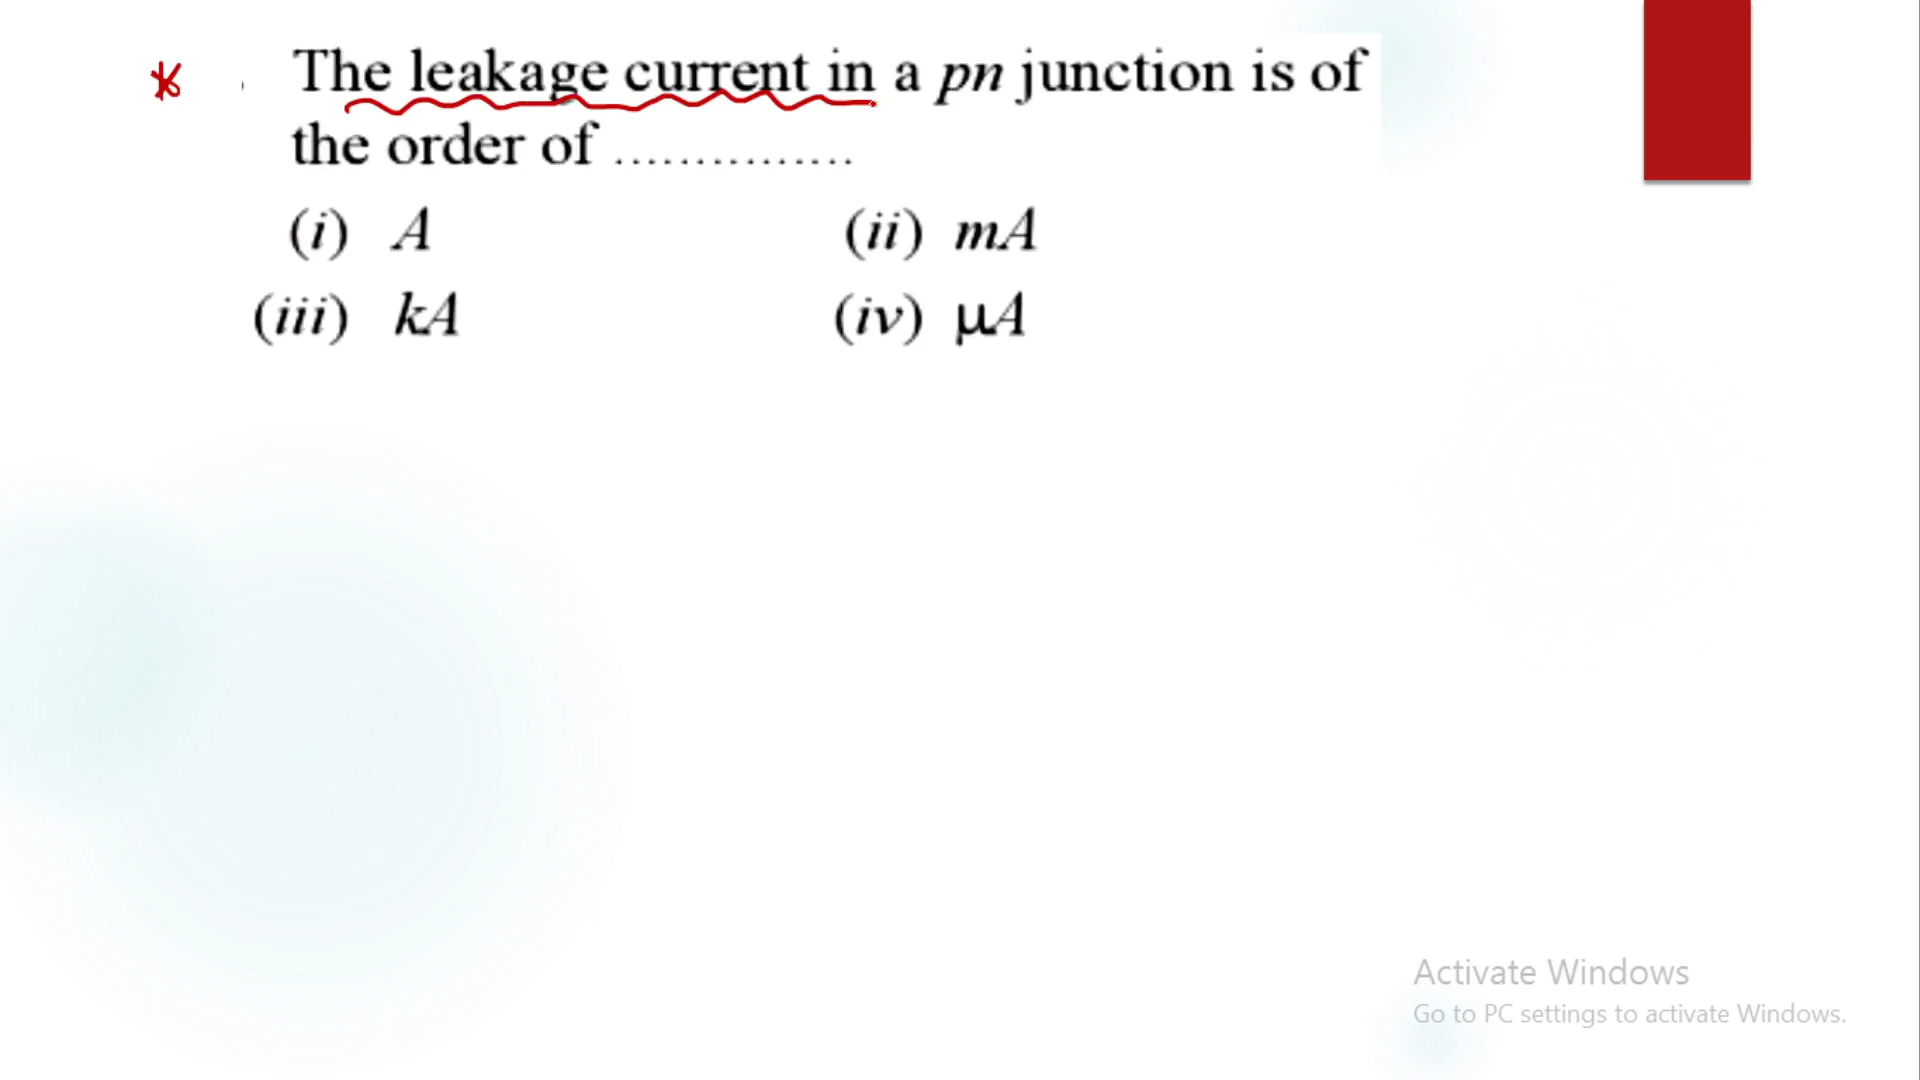 The leakage current in a pn junction is of
the order of ...............
(i) A (ii) mA
(iii) kA (iv) µA
Activate Windows
Go to PC settings to activate Windows.